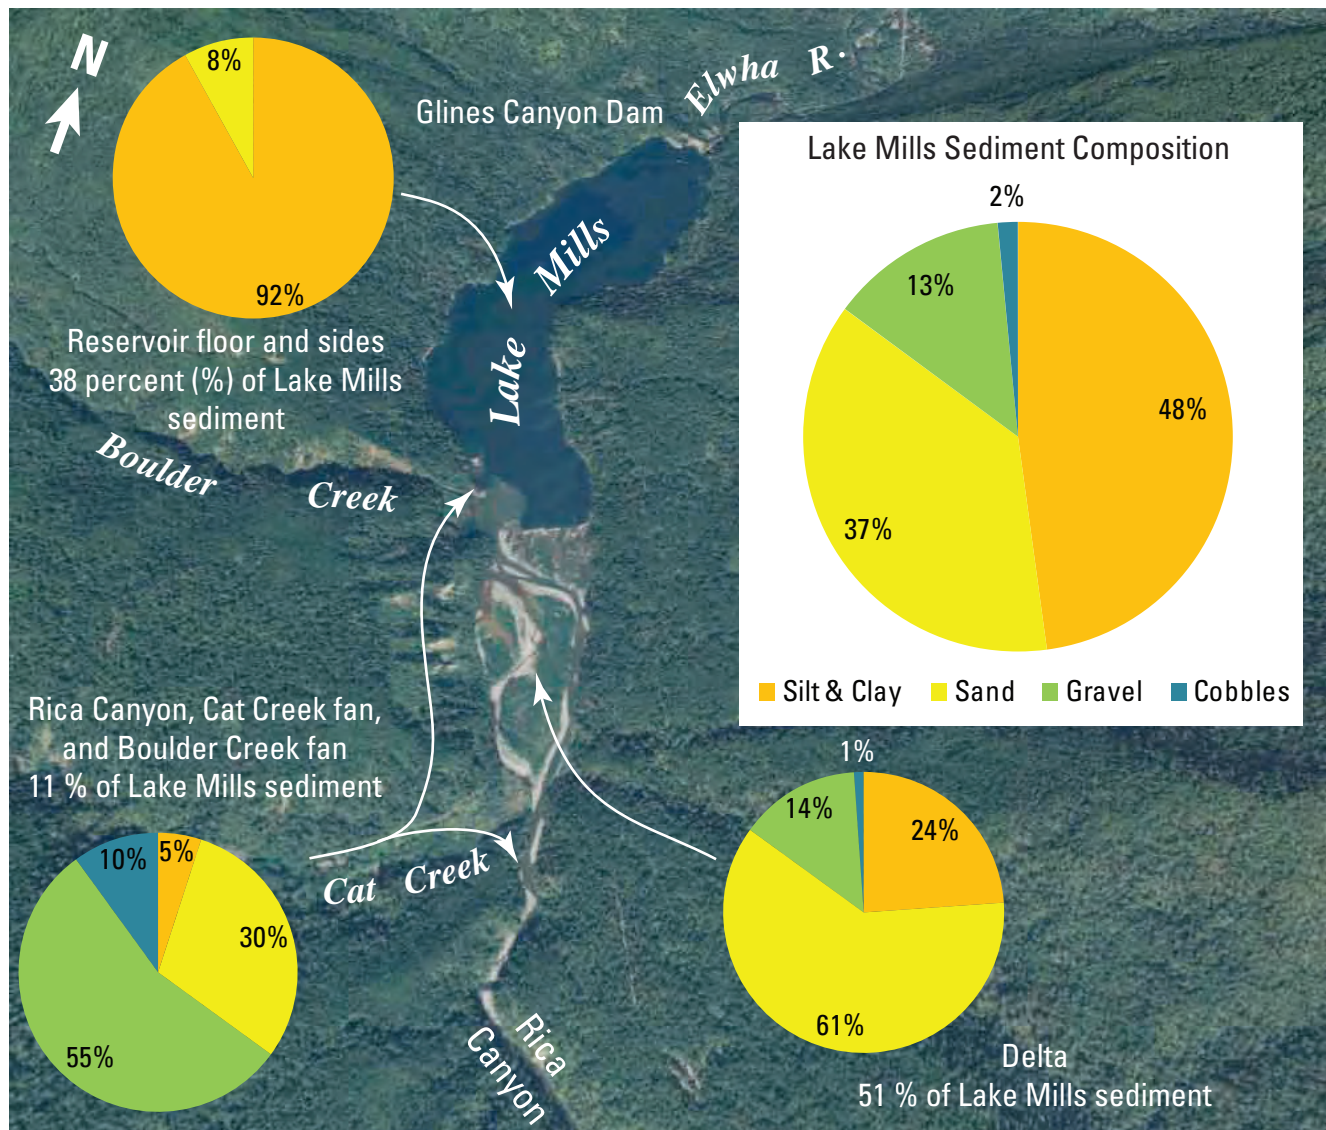 N
8%
92%
Reservoir floor and sides
38 percent (%) of Lake Mills
sediment
Glines Canyon Dam
Elwha R.
Lake Mills
Boulder Creek
Lake Mills Sediment Composition
2%
13%
48%
37%
Silt & Clay Sand Gravel Cobbles
Rica Canyon, Cat Creek fan,
and Boulder Creek fan
11 % of Lake Mills sediment
10% 5%
30%
55%
Cat Creek
Rica
Canyon
1%
14%
24%
61%
Delta
51 % of Lake Mills sediment